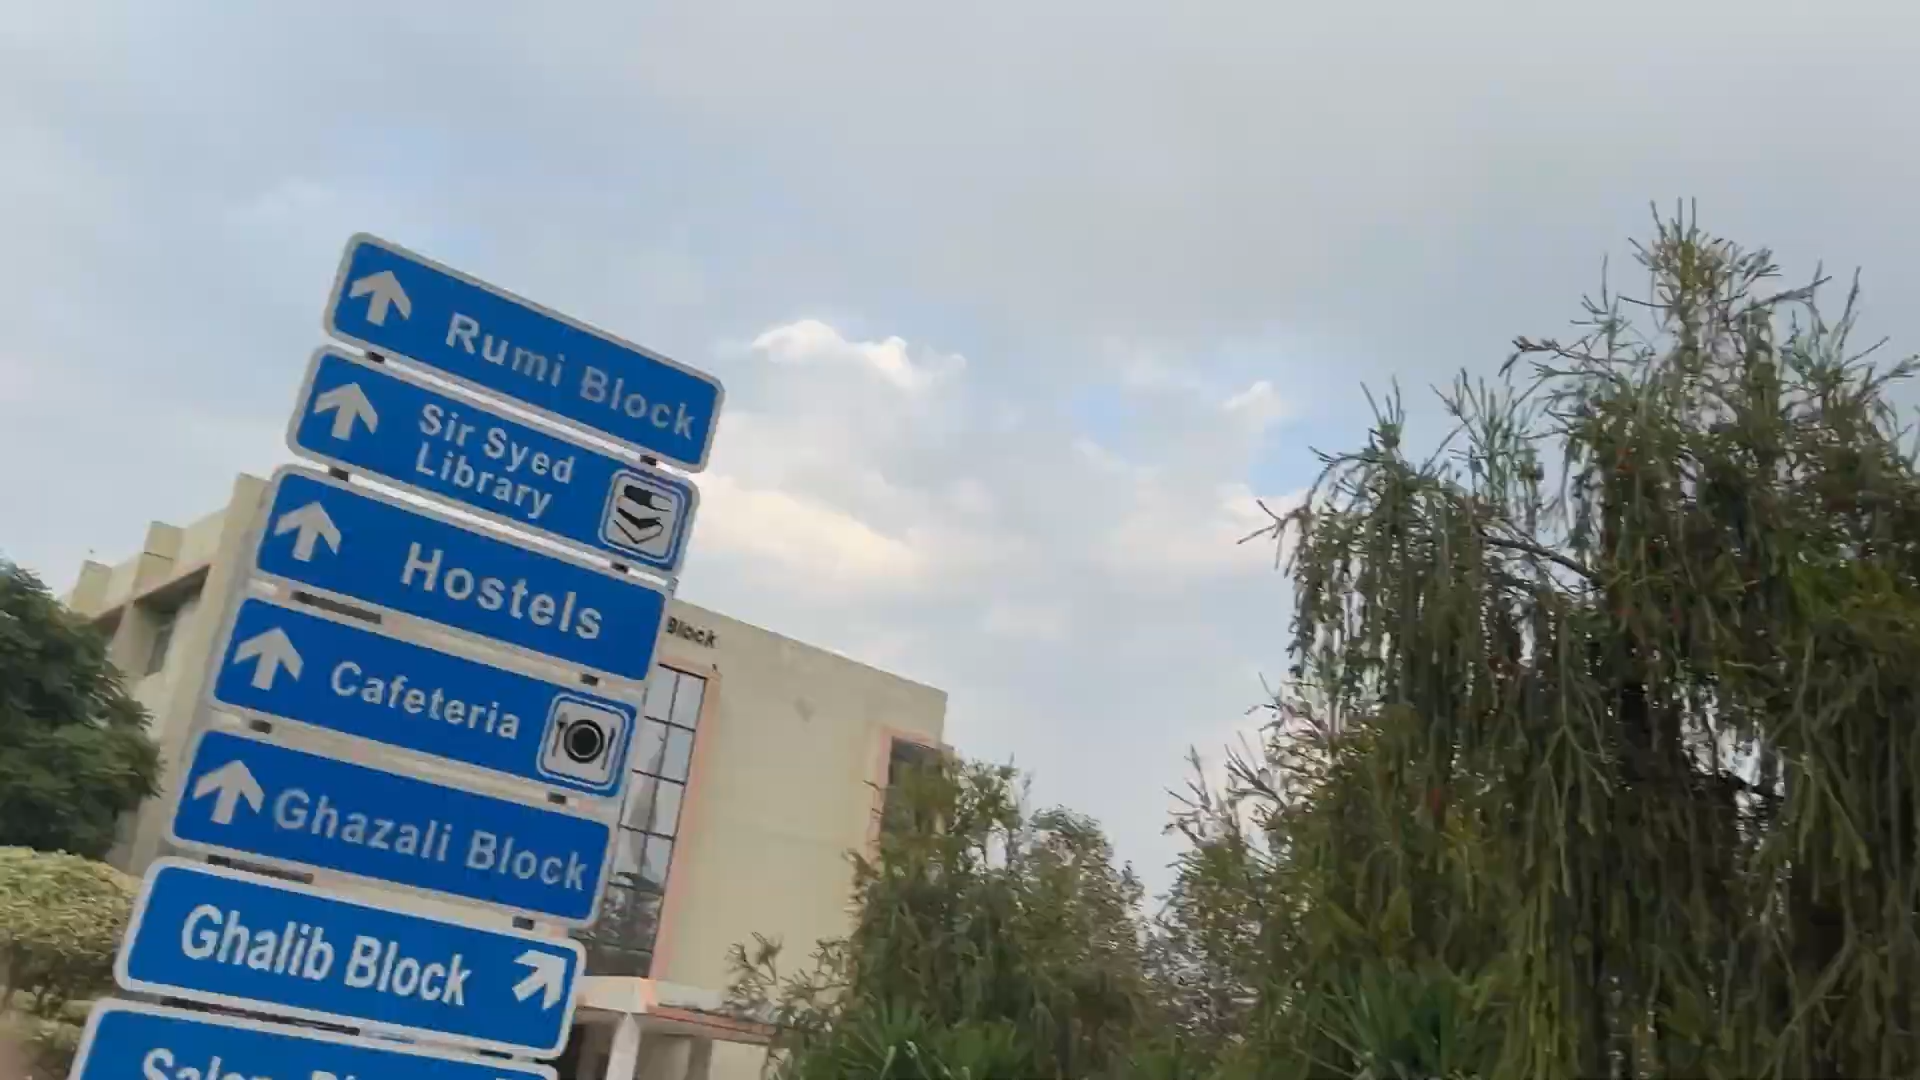 Rumi Block
Sir Syed
Library
Hostels
Cafeteria
Ghazali Block
Ghalib Block
Block